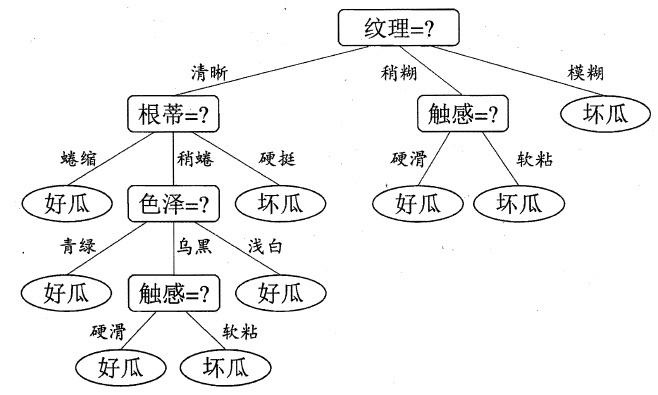 纹理=?
清晰 稍糊 模糊
根蒂=? 触感=? 坏瓜
蜷缩 稍蜷 硬挺 硬滑 软粘
好瓜 色泽=? 坏瓜 好瓜 坏瓜
青绿 乌黑 浅白
好瓜 触感=? 好瓜
硬滑 软粘
好瓜 坏瓜